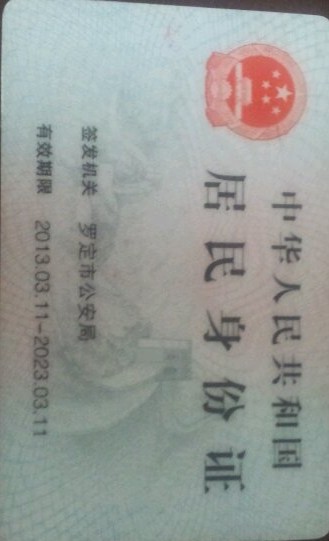 中华人民共和国
居民身份证
签发机关 罗定市公安局
有效期限 2013.03.11-2023.03.11